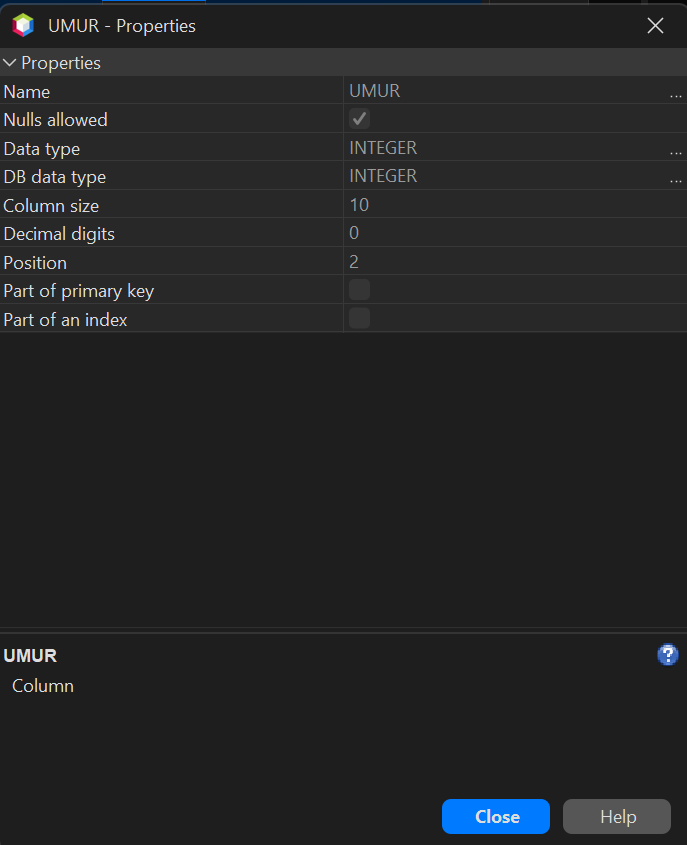 UMUR - Properties
Properties
Name UMUR ...
Nulls allowed
Data type INTEGER ...
DB data type INTEGER ...
Column size 10
Decimal digits 0
Position 2
Part of primary key
Part of an index
UMUR
?
Column
Close Help